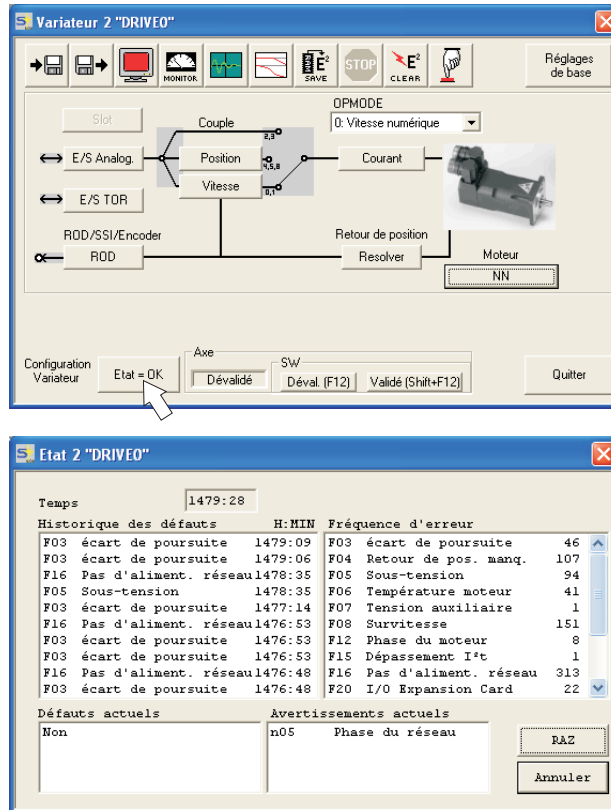 Variateur 2 "DRIVE0"
MONITOR
E²
SAVE
STOP
E²
CLEAR
Réglages
de base
OPMODE
Slot
Couple
2,3
0: Vitesse numérique
E/S Analog.
Position
4,5,8
Courant
Vitesse
0,1
E/S TOR
ROD/SSI/Encoder
Retour de position
ROD
Resolver
Moteur
NN
Configuration
Variateur
Etat = OK
Axe
Dévalidé
SW
Déval. (F12)
Validé (Shift+F12)
Quitter
Etat 2 "DRIVE0"
Temps 1479:28
Historique des défauts H:MIN Fréquence d'erreur
F03 écart de poursuite 1479:09 F03 écart de poursuite 46
F03 écart de poursuite 1479:06 F04 Retour de pos. manq. 107
F16 Pas d'aliment. réseau 1478:35 F05 Sous-tension 94
F05 Sous-tension 1478:35 F06 Température moteur 41
F03 écart de poursuite 1477:14 F07 Tension auxiliaire 1
F16 Pas d'aliment. réseau 1476:53 F08 Survitesse 151
F03 écart de poursuite 1476:53 F12 Phase du moteur 8
F03 écart de poursuite 1476:53 F15 Dépassement I²t 1
F16 Pas d'aliment. réseau 1476:48 F16 Pas d'aliment. réseau 313
F03 écart de poursuite 1476:48 F20 I/O Expansion Card 22
Défauts actuels Avertissements actuels
Non n05 Phase du réseau
RAZ
Annuler